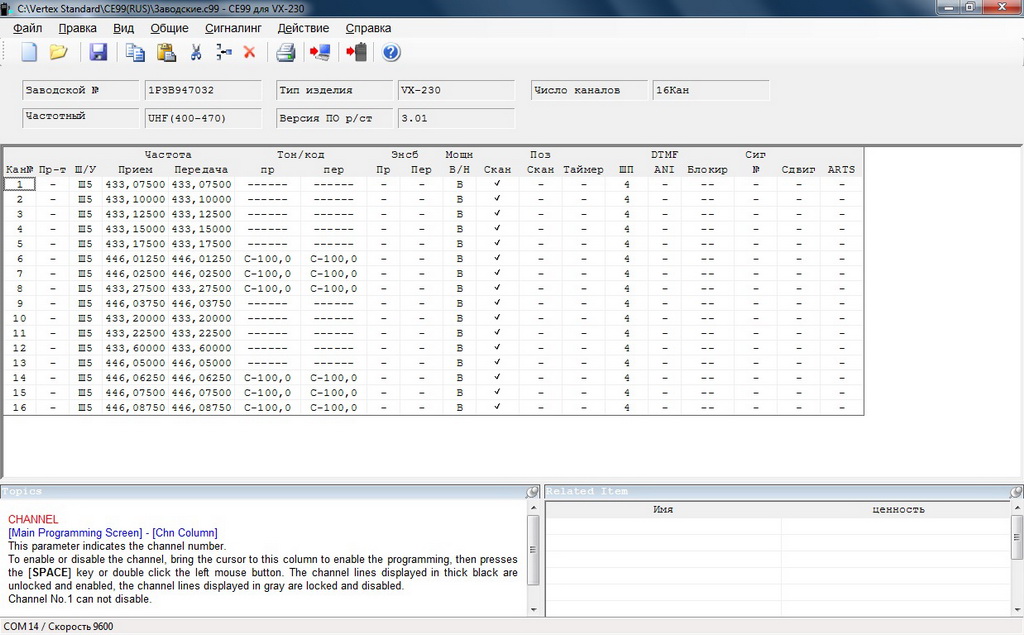 C:\Vertex Standard\CE99(RUS)\Заводские.c99 - CE99 для VX-230
Файл Правка Вид Общие Сигналинг Действие Справка
Заводской № 1P3B947032 Тип изделия VX-230 Число каналов 16Кан
Частотный UHF(400-470) Версия ПО р/ст 3.01
Частота Тон/код Энсб Мощн Поз DTMF Сиг
Кан№ Пр-т Ш/У Прием Передача пр пер Пр Пер В/Н Скан Скан Таймер ШП ANI Блокир № Сдвиг ARTS
1 - Ш5 433,07500 433,07500 ------ ------ - - В ✓ - - 4 - -- - - -
2 - Ш5 433,10000 433,10000 ------ ------ - - В ✓ - - 4 - -- - - -
3 - Ш5 433,12500 433,12500 ------ ------ - - В ✓ - - 4 - -- - - -
4 - Ш5 433,15000 433,15000 ------ ------ - - В ✓ - - 4 - -- - - -
5 - Ш5 433,17500 433,17500 ------ ------ - - В ✓ - - 4 - -- - - -
6 - Ш5 446,01250 446,01250 C-100,0 C-100,0 - - В ✓ - - 4 - -- - - -
7 - Ш5 446,02500 446,02500 C-100,0 C-100,0 - - В ✓ - - 4 - -- - - -
8 - Ш5 433,27500 433,27500 C-100,0 C-100,0 - - В ✓ - - 4 - -- - - -
9 - Ш5 446,03750 446,03750 ------ ------ - - В ✓ - - 4 - -- - - -
10 - Ш5 433,20000 433,20000 ------ ------ - - В ✓ - - 4 - -- - - -
11 - Ш5 433,22500 433,22500 ------ ------ - - В ✓ - - 4 - -- - - -
12 - Ш5 433,60000 433,60000 ------ ------ - - В ✓ - - 4 - -- - - -
13 - Ш5 446,05000 446,05000 ------ ------ - - В ✓ - - 4 - -- - - -
14 - Ш5 446,06250 446,06250 C-100,0 C-100,0 - - В ✓ - - 4 - -- - - -
15 - Ш5 446,07500 446,07500 C-100,0 C-100,0 - - В ✓ - - 4 - -- - - -
16 - Ш5 446,08750 446,08750 C-100,0 C-100,0 - - В ✓ - - 4 - -- - - -
Topics
CHANNEL
[Main Programming Screen] - [Chn Column]
This parameter indicates the channel number.
To enable or disable the channel, bring the cursor to this column to enable the programming, then presses
the [SPACE] key or double click the left mouse button. The channel lines displayed in thick black are
unlocked and enabled, the channel lines displayed in gray are locked and disabled.
Channel No.1 can not disable.
Related Item
Имя ценность
COM 14 / Скорость 9600